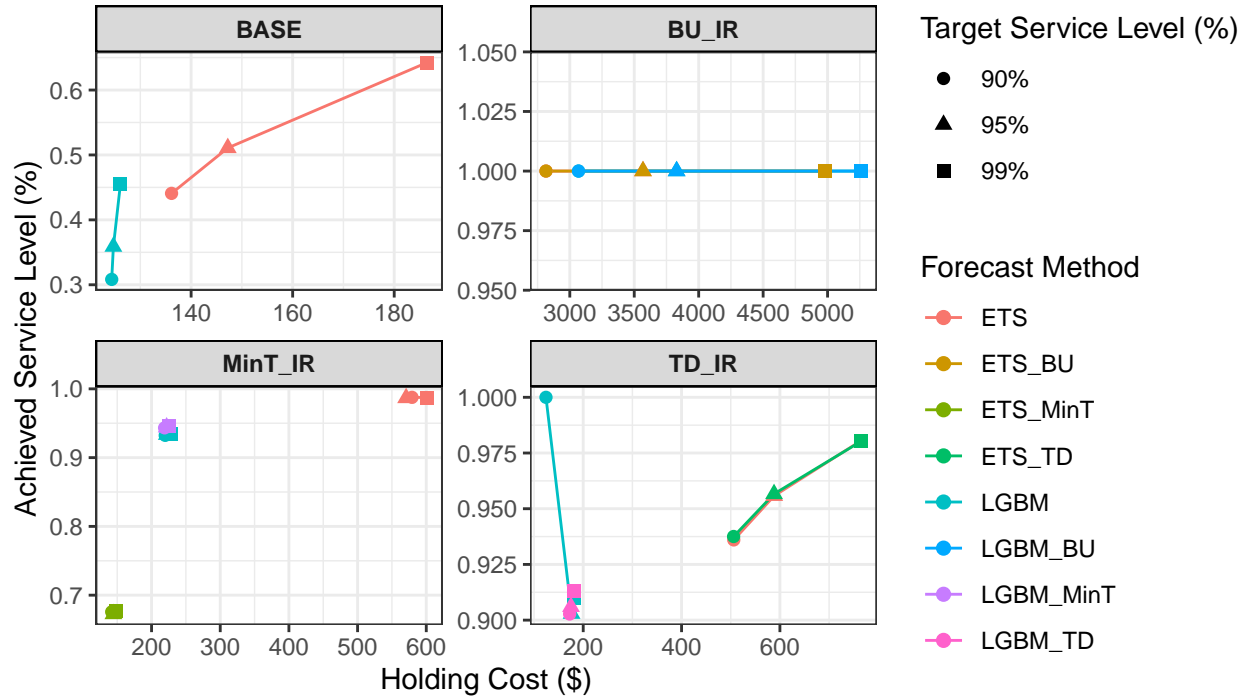 BASE
BU_IR
0.3
0.4
0.5
0.6
140
160
180
0.950
0.975
1.000
1.025
1.050
3000
3500
4000
4500
5000
MinT_IR
TD_IR
0.7
0.8
0.9
1.0
200
300
400
500
600
0.900
0.925
0.950
0.975
1.000
200
400
600
Achieved Service Level (%)
Holding Cost ($)
Target Service Level (%)
90%
95%
99%
Forecast Method
ETS
ETS_BU
ETS_MinT
ETS_TD
LGBM
LGBM_BU
LGBM_MinT
LGBM_TD